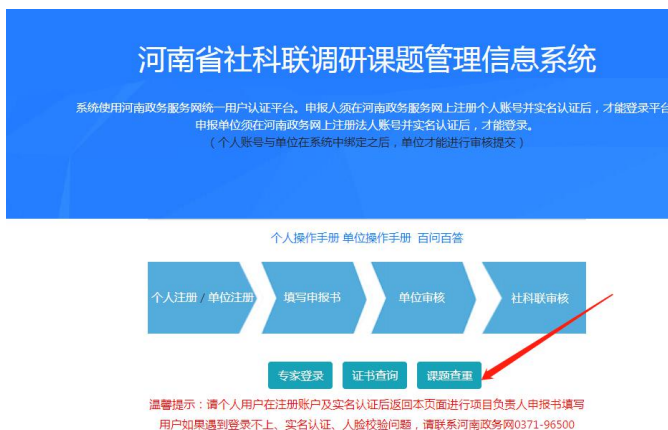 河南省社科联调研课题管理信息系统
系统使用河南政务服务网统一用户认证平台。申报人须在河南政务服务网上注册个人账号并实名认证后，才能登录平台
申报单位须在河南政务网上注册法人账号并实名认证后，才能登录。
（个人账号与单位在系统中绑定之后，单位才能进行审核提交）
个人操作手册 单位操作手册 百问百答
个人注册 / 单位注册 填写申报书 单位审核 社科联审核
专家登录 证书查询 课题查重
温馨提示：请个人用户在注册账户及实名认证后返回本页面进行项目负责人申报书填写
用户如果遇到登录不上、实名认证、人脸校验问题，请联系河南政务网0371-96500